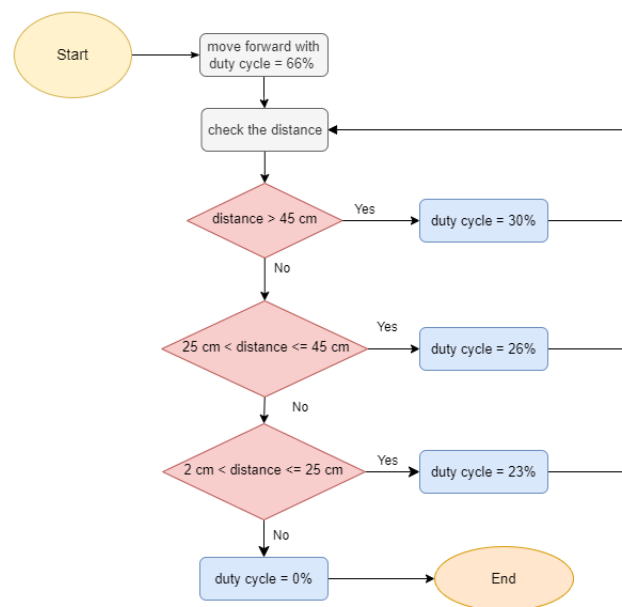 Start
move forward with
duty cycle = 66%
check the distance
distance > 45 cm
Yes
duty cycle = 30%
No
25 cm < distance <= 45 cm
Yes
duty cycle = 26%
No
2 cm < distance <= 25 cm
Yes
duty cycle = 23%
No
duty cycle = 0%
End